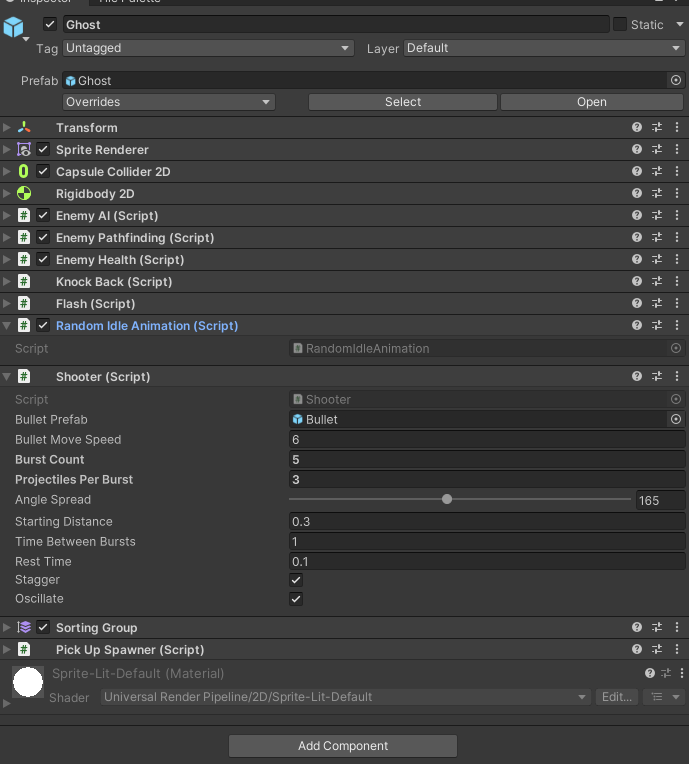 Inspector Tile Palette
Ghost Static
Tag Untagged Layer Default
Prefab Ghost
Overrides Select Open
Transform
Sprite Renderer
Capsule Collider 2D
Rigidbody 2D
Enemy AI (Script)
Enemy Pathfinding (Script)
Enemy Health (Script)
Knock Back (Script)
Flash (Script)
Random Idle Animation (Script)
Script # RandomIdleAnimation
# Shooter (Script)
Script # Shooter
Bullet Prefab Bullet
Bullet Move Speed 6
Burst Count 5
Projectiles Per Burst 3
Angle Spread 165
Starting Distance 0.3
Time Between Bursts 1
Rest Time 0.1
Stagger
Oscillate
Sorting Group
Pick Up Spawner (Script)
Sprite-Lit-Default (Material)
Shader Universal Render Pipeline/2D/Sprite-Lit-Default Edit...
Add Component